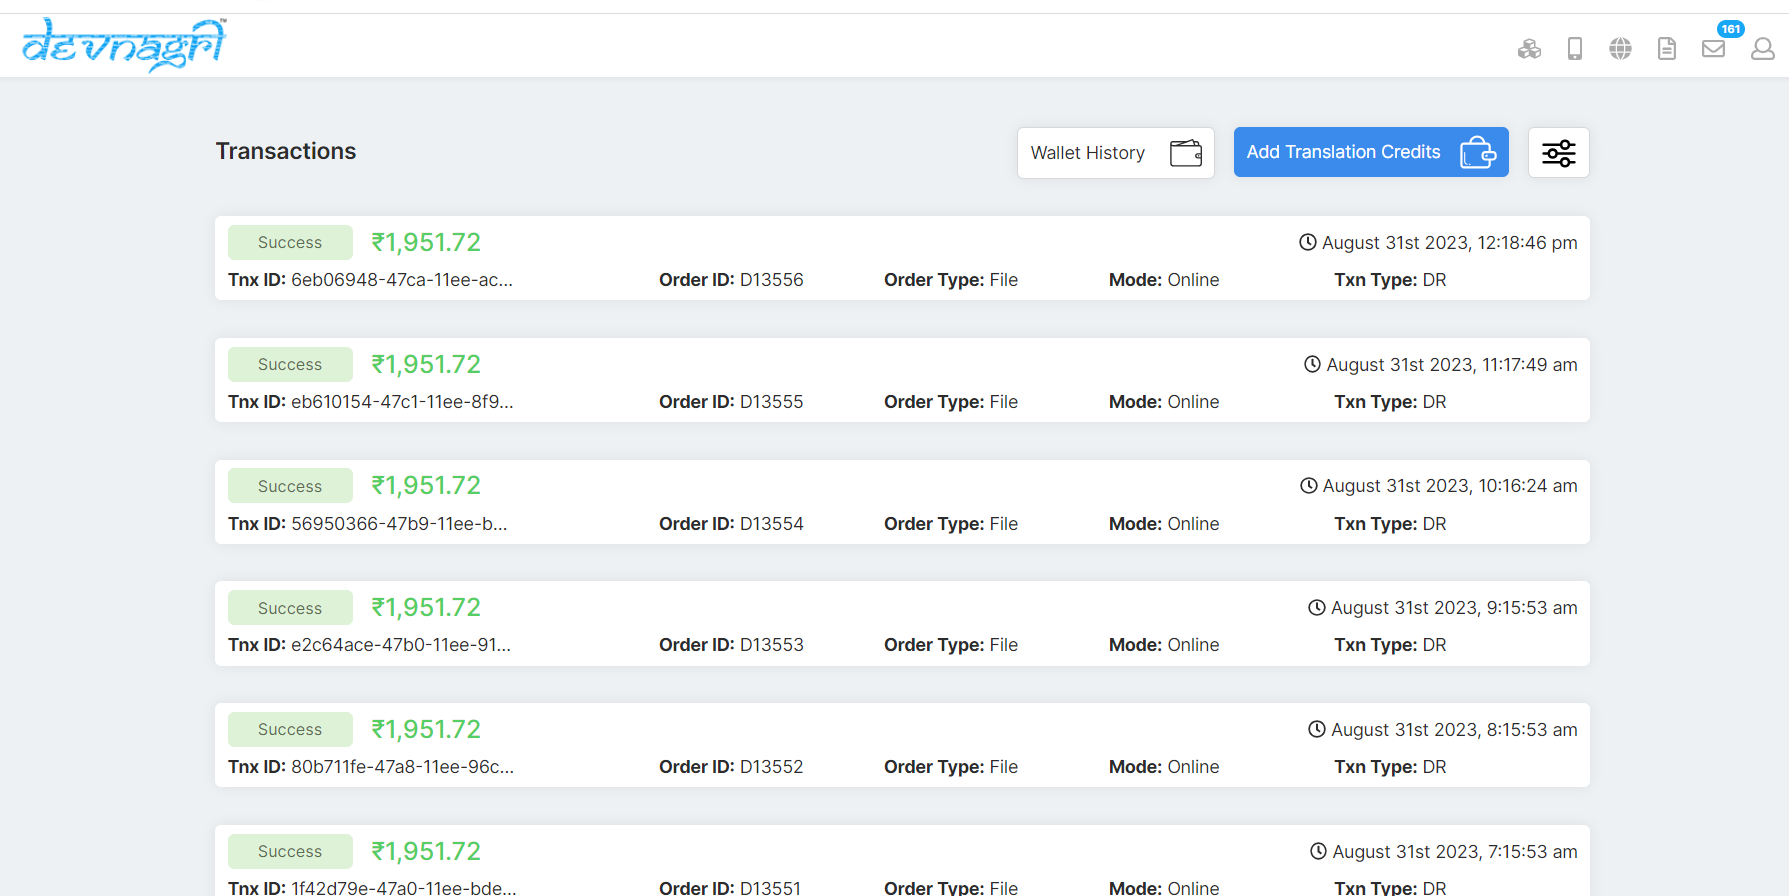 devnagri™
161
Transactions
Wallet History
Add Translation Credits
Success ₹1,951.72 August 31st 2023, 12:18:46 pm
Tnx ID: 6eb06948-47ca-11ee-ac... Order ID: D13556 Order Type: File Mode: Online Txn Type: DR
Success ₹1,951.72 August 31st 2023, 11:17:49 am
Tnx ID: eb610154-47c1-11ee-8f9... Order ID: D13555 Order Type: File Mode: Online Txn Type: DR
Success ₹1,951.72 August 31st 2023, 10:16:24 am
Tnx ID: 56950366-47b9-11ee-b... Order ID: D13554 Order Type: File Mode: Online Txn Type: DR
Success ₹1,951.72 August 31st 2023, 9:15:53 am
Tnx ID: e2c64ace-47b0-11ee-91... Order ID: D13553 Order Type: File Mode: Online Txn Type: DR
Success ₹1,951.72 August 31st 2023, 8:15:53 am
Tnx ID: 80b711fe-47a8-11ee-96c... Order ID: D13552 Order Type: File Mode: Online Txn Type: DR
Success ₹1,951.72 August 31st 2023, 7:15:53 am
Tnx ID: 1f42d79e-47a0-11ee-bde... Order ID: D13551 Order Type: File Mode: Online Txn Type: DR